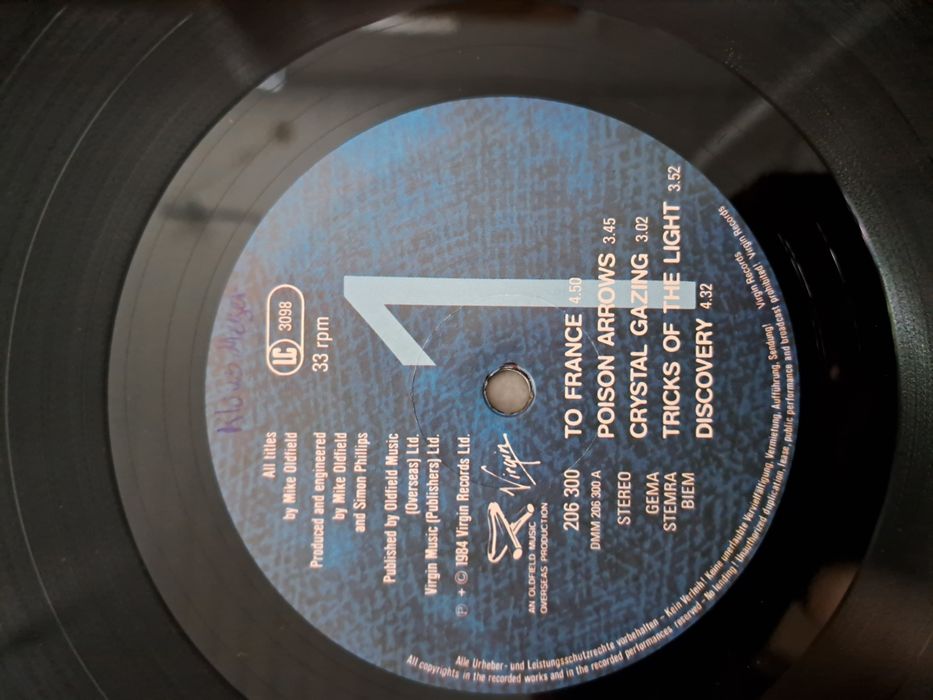 All titles
by Mike Oldfield
Produced and engineered
by Mike Oldfield
and Simon Phillips
Published by Oldfield Music
(Overseas) Ltd.
Virgin Music (Publishers) Ltd.
℗ + © 1984 Virgin Records Ltd.
LC 3098
33 rpm
1
Virgin
AN OLDFIELD MUSIC
OVERSEAS PRODUCTION
206 300
DMM 206 300 A
STEREO
GEMA
STEMRA
BIEM
TO FRANCE 4.50
POISON ARROWS 3.45
CRYSTAL GAZING 3.02
TRICKS OF THE LIGHT 3.52
DISCOVERY 4.32
Alle Urheber- und Leistungsschutzrechte vorbehalten - Kein Verleih! Keine unerlaubte Vervielfältigung, Vermietung, Aufführung, Sendung! Virgin Records
All copyrights in the recorded works and in the recorded performances reserved - No lending! Unauthorized duplication, lease, public performance and broadcast prohibited! Virgin Records